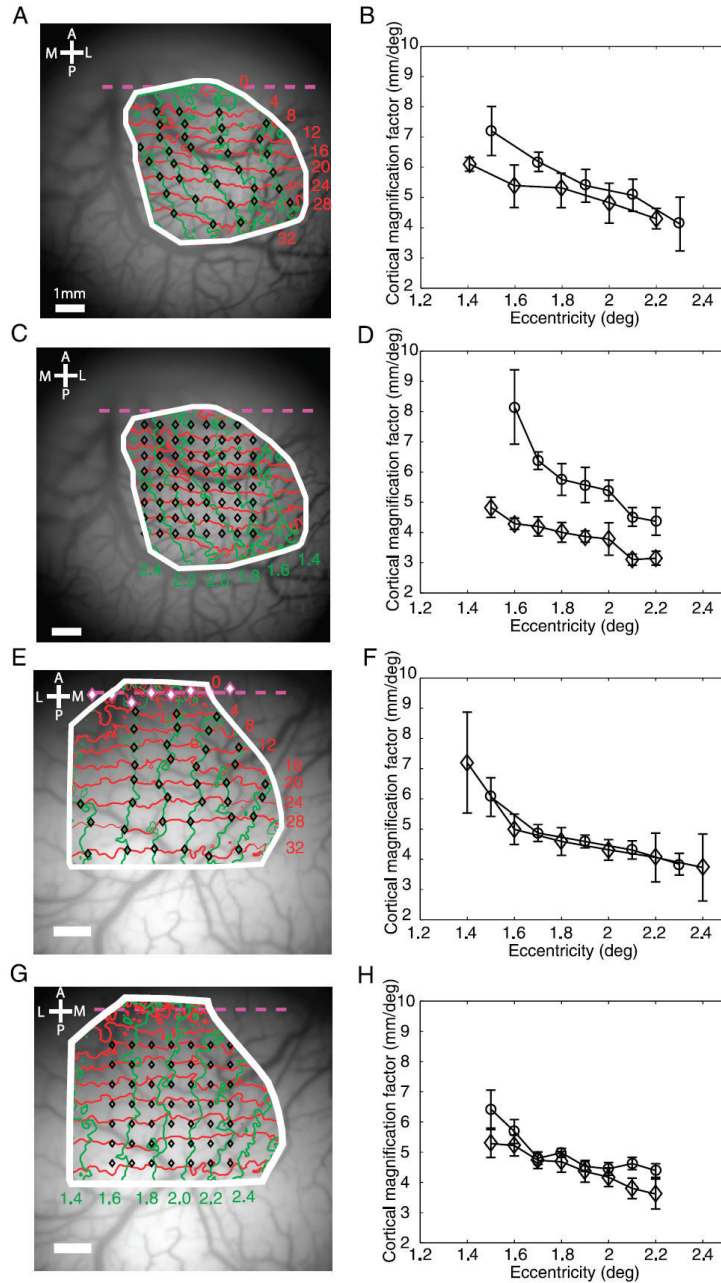 A
A
M L
P
0
4
8
12
16
20
24
28
32
1mm
B
Cortical magnification factor (mm/deg)
10
9
8
7
6
5
4
3
2
1.2 1.4 1.6 1.8 2 2.2 2.4
Eccentricity (deg)
C
A
M L
P
2.4 2.2 2.0 1.8 1.6 1.4
D
Cortical magnification factor (mm/deg)
10
9
8
7
6
5
4
3
2
1.2 1.4 1.6 1.8 2 2.2 2.4
Eccentricity (deg)
E
A
L M
P
0
4
8
12
16
20
24
28
32
F
Cortical magnification factor (mm/deg)
10
9
8
7
6
5
4
3
2
1.2 1.4 1.6 1.8 2 2.2 2.4
Eccentricity (deg)
G
A
L M
P
1.4 1.6 1.8 2.0 2.2 2.4
H
Cortical magnification factor (mm/deg)
10
9
8
7
6
5
4
3
2
1.2 1.4 1.6 1.8 2 2.2 2.4
Eccentricity (deg)